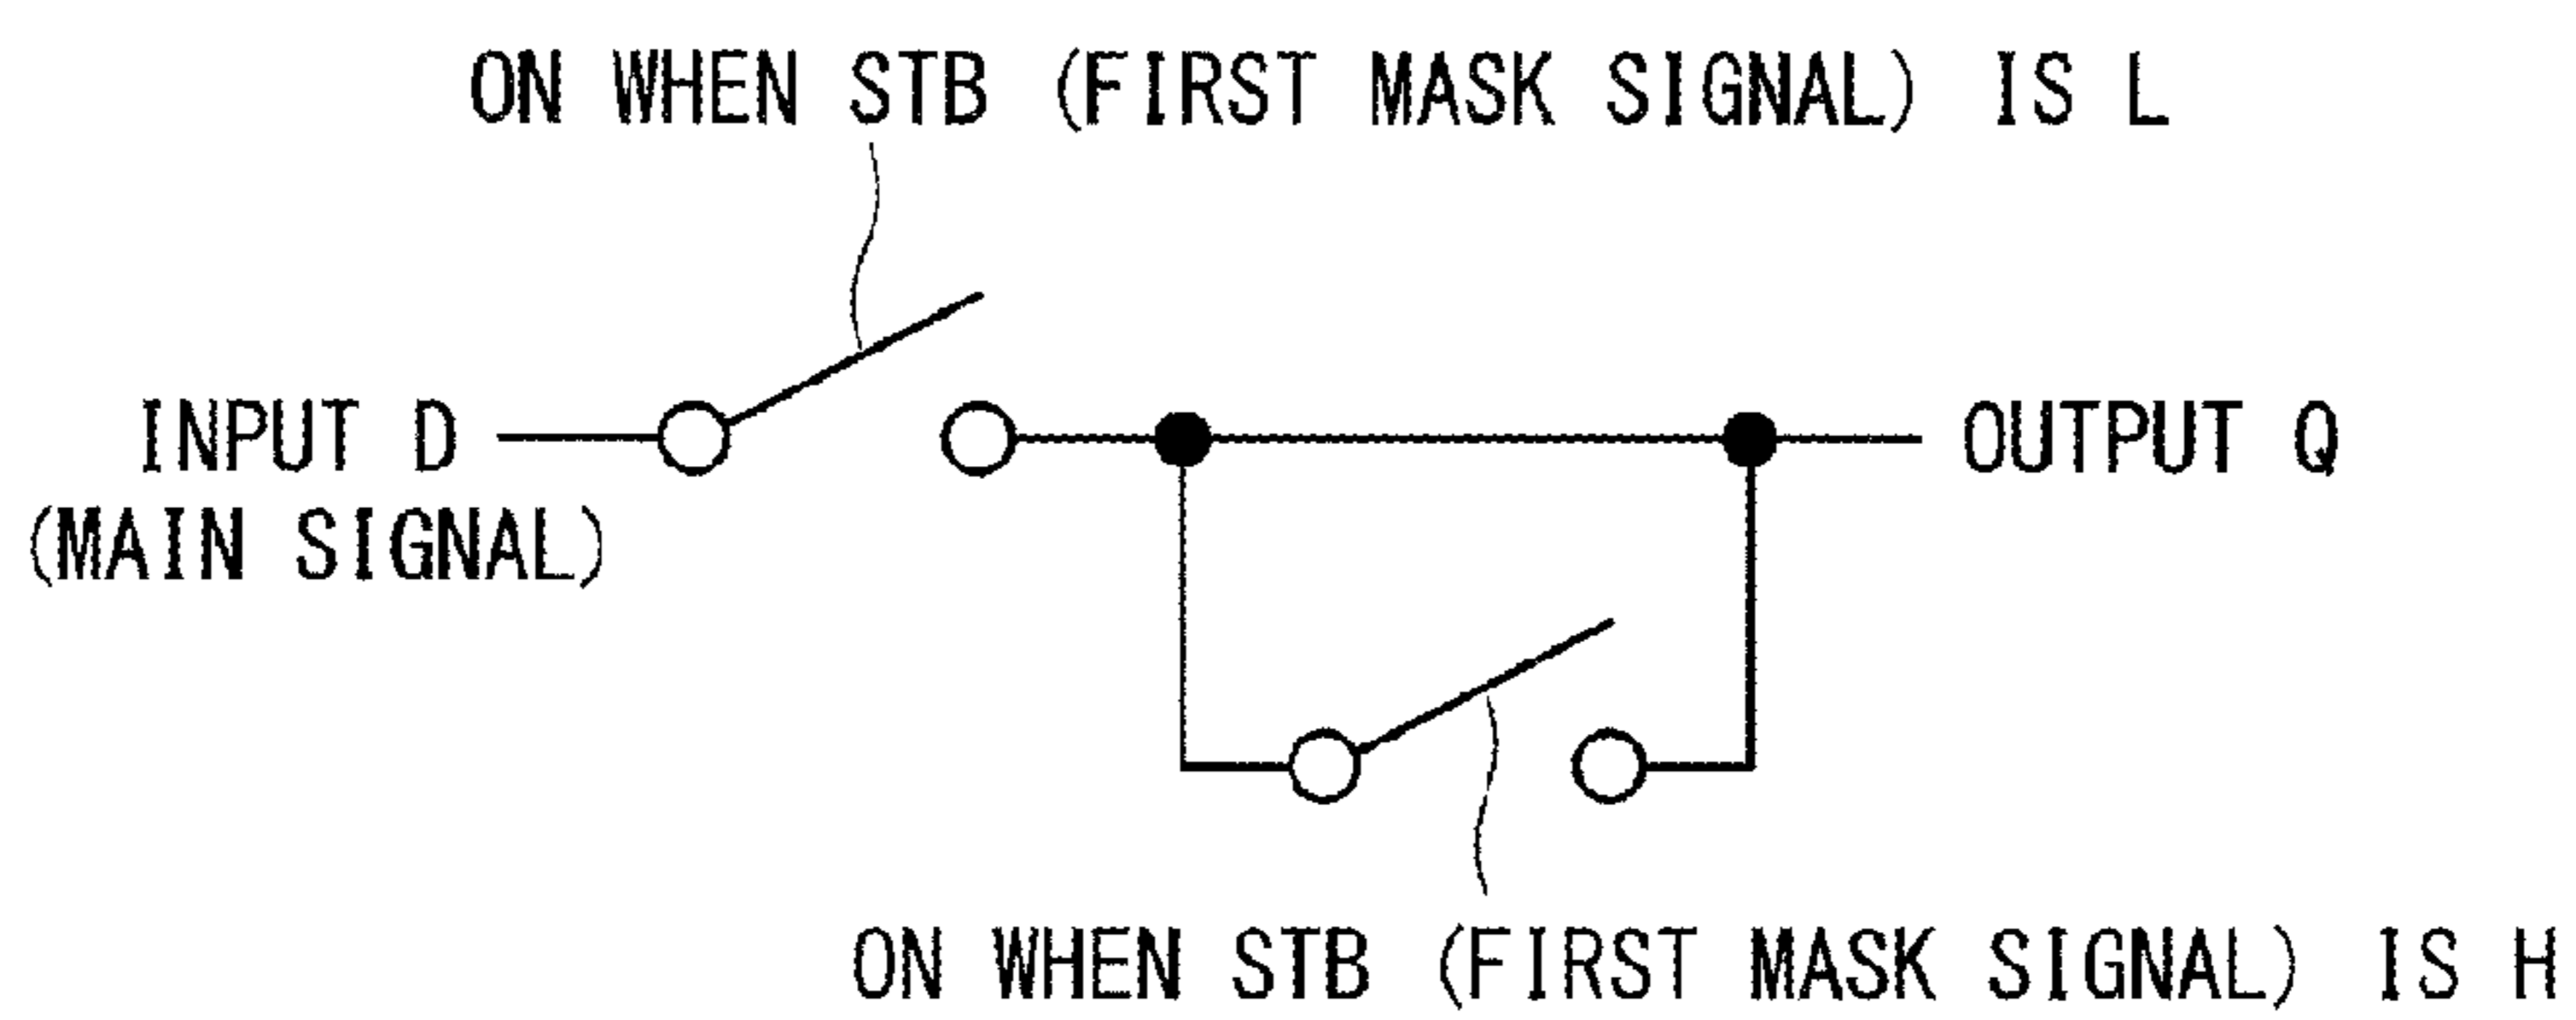 ON WHEN STB (FIRST MASK SIGNAL) IS L
INPUT D
(MAIN SIGNAL)
OUTPUT Q
ON WHEN STB (FIRST MASK SIGNAL) IS H